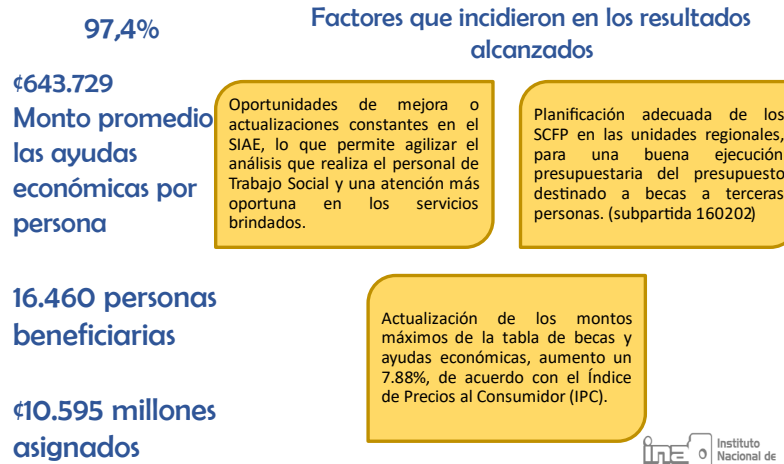 97,4%
¢643.729
Monto promedio
las ayudas
económicas por
persona
16.460 personas
beneficiarias
¢10.595 millones
asignados
Factores que incidieron en los resultados
alcanzados
Oportunidades de mejora o
actualizaciones constantes en el
SIAE, lo que permite agilizar el
análisis que realiza el personal de
Trabajo Social y una atención más
oportuna en los servicios
brindados.
Planificación adecuada de los
SCFP en las unidades regionales,
para una buena ejecución
presupuestaria del presupuesto
destinado a becas a terceras
personas. (subpartida 160202)
Actualización de los montos
máximos de la tabla de becas y
ayudas económicas, aumento un
7.88%, de acuerdo con el Índice
de Precios al Consumidor (IPC).
ina
Instituto
Nacional de